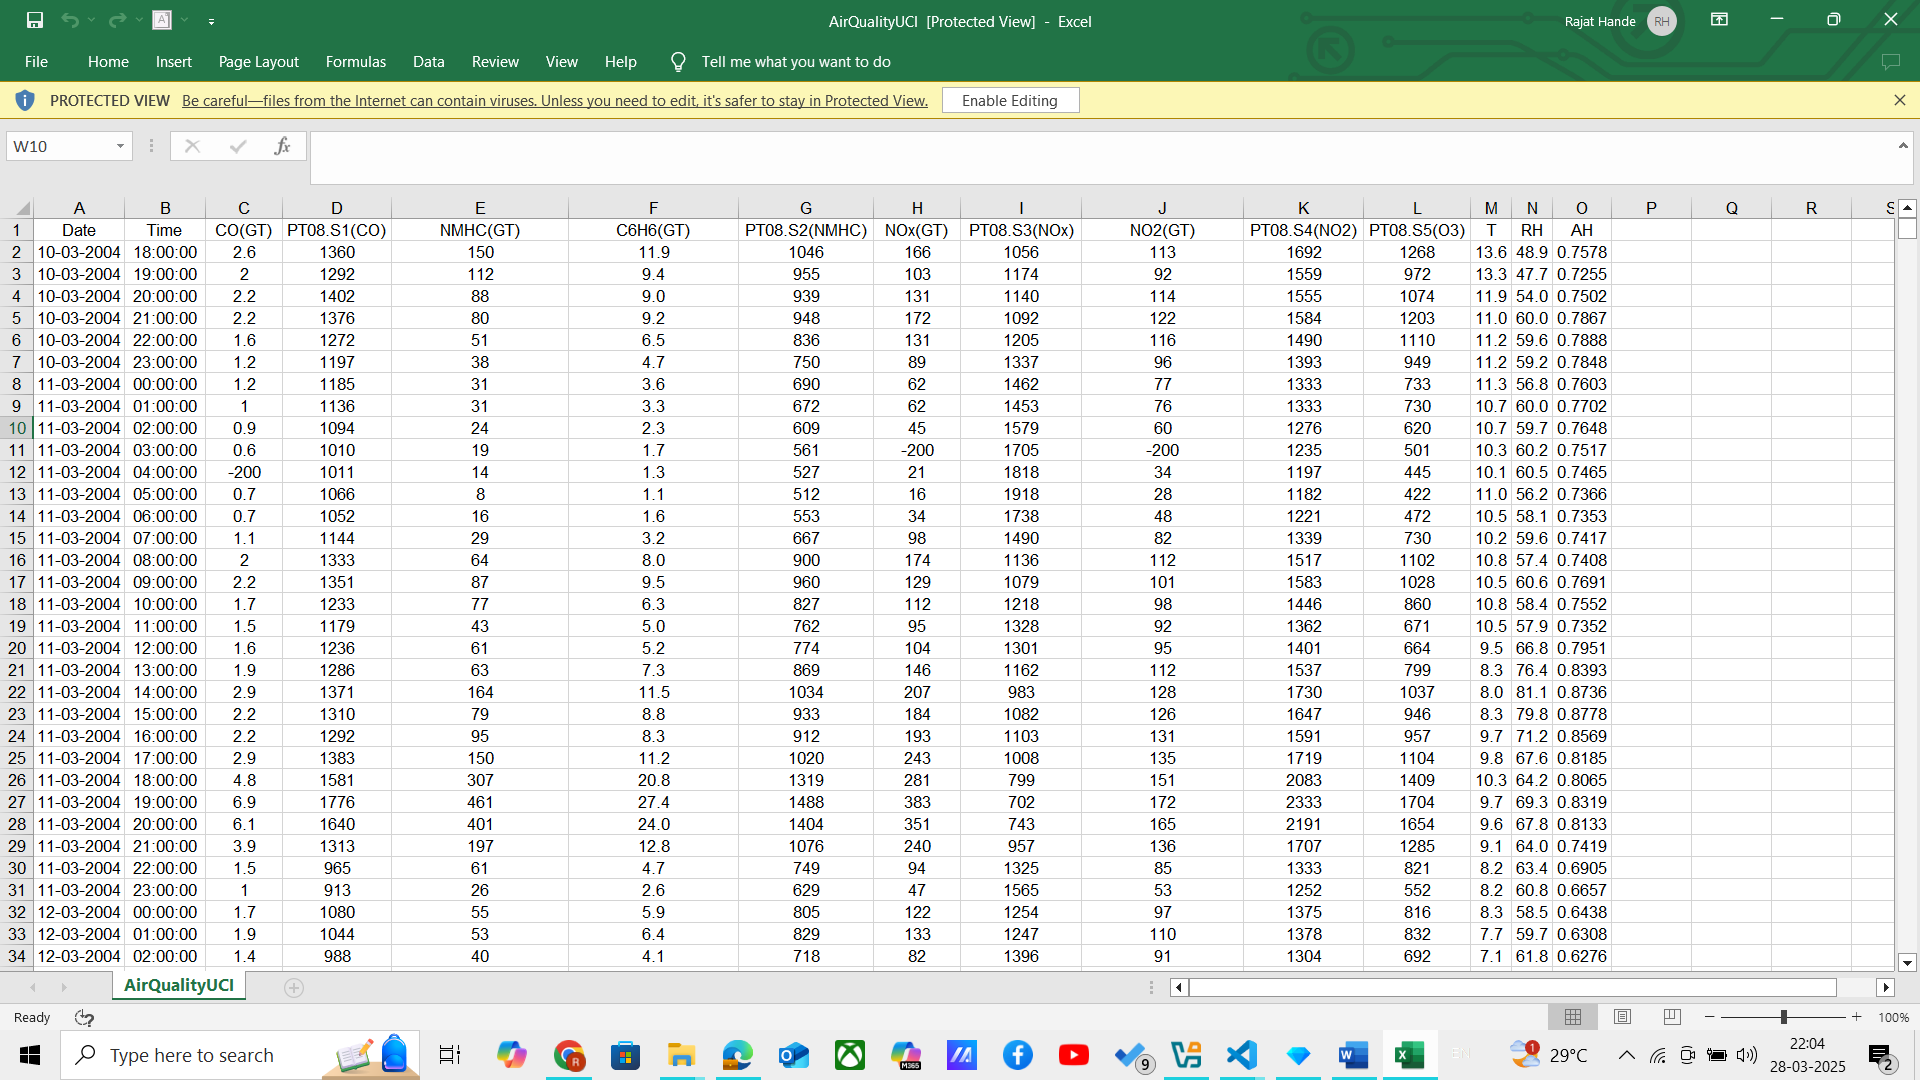 AirQualityUCI [Protected View] - Excel
Rajat Hande RH
File Home Insert Page Layout Formulas Data Review View Help Tell me what you want to do
PROTECTED VIEW Be careful—files from the Internet can contain viruses. Unless you need to edit, it's safer to stay in Protected View. Enable Editing
W10 fx
A B C D E F G H I J K L M N O P Q R S
1 Date Time CO(GT) PT08.S1(CO) NMHC(GT) C6H6(GT) PT08.S2(NMHC) NOx(GT) PT08.S3(NOx) NO2(GT) PT08.S4(NO2) PT08.S5(O3) T RH AH
2 10-03-2004 18:00:00 2.6 1360 150 11.9 1046 166 1056 113 1692 1268 13.6 48.9 0.7578
3 10-03-2004 19:00:00 2 1292 112 9.4 955 103 1174 92 1559 972 13.3 47.7 0.7255
4 10-03-2004 20:00:00 2.2 1402 88 9.0 939 131 1140 114 1555 1074 11.9 54.0 0.7502
5 10-03-2004 21:00:00 2.2 1376 80 9.2 948 172 1092 122 1584 1203 11.0 60.0 0.7867
6 10-03-2004 22:00:00 1.6 1272 51 6.5 836 131 1205 116 1490 1110 11.2 59.6 0.7888
7 10-03-2004 23:00:00 1.2 1197 38 4.7 750 89 1337 96 1393 949 11.2 59.2 0.7848
8 11-03-2004 00:00:00 1.2 1185 31 3.6 690 62 1462 77 1333 733 11.3 56.8 0.7603
9 11-03-2004 01:00:00 1 1136 31 3.3 672 62 1453 76 1333 730 10.7 60.0 0.7702
10 11-03-2004 02:00:00 0.9 1094 24 2.3 609 45 1579 60 1276 620 10.7 59.7 0.7648
11 11-03-2004 03:00:00 0.6 1010 19 1.7 561 -200 1705 -200 1235 501 10.3 60.2 0.7517
12 11-03-2004 04:00:00 -200 1011 14 1.3 527 21 1818 34 1197 445 10.1 60.5 0.7465
13 11-03-2004 05:00:00 0.7 1066 8 1.1 512 16 1918 28 1182 422 11.0 56.2 0.7366
14 11-03-2004 06:00:00 0.7 1052 16 1.6 553 34 1738 48 1221 472 10.5 58.1 0.7353
15 11-03-2004 07:00:00 1.1 1144 29 3.2 667 98 1490 82 1339 730 10.2 59.6 0.7417
16 11-03-2004 08:00:00 2 1333 64 8.0 900 174 1136 112 1517 1102 10.8 57.4 0.7408
17 11-03-2004 09:00:00 2.2 1351 87 9.5 960 129 1079 101 1583 1028 10.5 60.6 0.7691
18 11-03-2004 10:00:00 1.7 1233 77 6.3 827 112 1218 98 1446 860 10.8 58.4 0.7552
19 11-03-2004 11:00:00 1.5 1179 43 5.0 762 95 1328 92 1362 671 10.5 57.9 0.7352
20 11-03-2004 12:00:00 1.6 1236 61 5.2 774 104 1301 95 1401 664 9.5 66.8 0.7951
21 11-03-2004 13:00:00 1.9 1286 63 7.3 869 146 1162 112 1537 799 8.3 76.4 0.8393
22 11-03-2004 14:00:00 2.9 1371 164 11.5 1034 207 983 128 1730 1037 8.0 81.1 0.8736
23 11-03-2004 15:00:00 2.2 1310 79 8.8 933 184 1082 126 1647 946 8.3 79.8 0.8778
24 11-03-2004 16:00:00 2.2 1292 95 8.3 912 193 1103 131 1591 957 9.7 71.2 0.8569
25 11-03-2004 17:00:00 2.9 1383 150 11.2 1020 243 1008 135 1719 1104 9.8 67.6 0.8185
26 11-03-2004 18:00:00 4.8 1581 307 20.8 1319 281 799 151 2083 1409 10.3 64.2 0.8065
27 11-03-2004 19:00:00 6.9 1776 461 27.4 1488 383 702 172 2333 1704 9.7 69.3 0.8319
28 11-03-2004 20:00:00 6.1 1640 401 24.0 1404 351 743 165 2191 1654 9.6 67.8 0.8133
29 11-03-2004 21:00:00 3.9 1313 197 12.8 1076 240 957 136 1707 1285 9.1 64.0 0.7419
30 11-03-2004 22:00:00 1.5 965 61 4.7 749 94 1325 85 1333 821 8.2 63.4 0.6905
31 11-03-2004 23:00:00 1 913 26 2.6 629 47 1565 53 1252 552 8.2 60.8 0.6657
32 12-03-2004 00:00:00 1.7 1080 55 5.9 805 122 1254 97 1375 816 8.3 58.5 0.6438
33 12-03-2004 01:00:00 1.9 1044 53 6.4 829 133 1247 110 1378 832 7.7 59.7 0.6308
34 12-03-2004 02:00:00 1.4 988 40 4.1 718 82 1396 91 1304 692 7.1 61.8 0.6276
AirQualityUCI
Ready 100%
Type here to search 9 1 29°C 22:04
28-03-2025 2